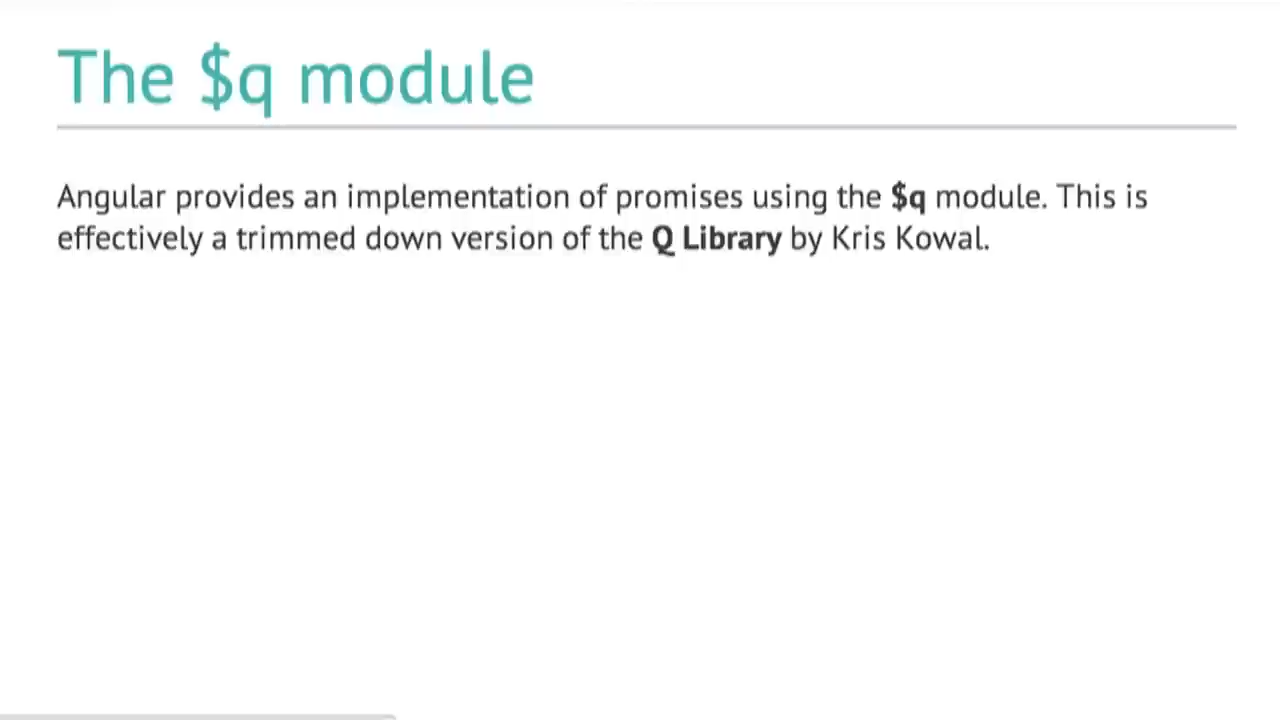 The $q module
Angular provides an implementation of promises using the $q module. This is
effectively a trimmed down version of the Q Library by Kris Kowal.